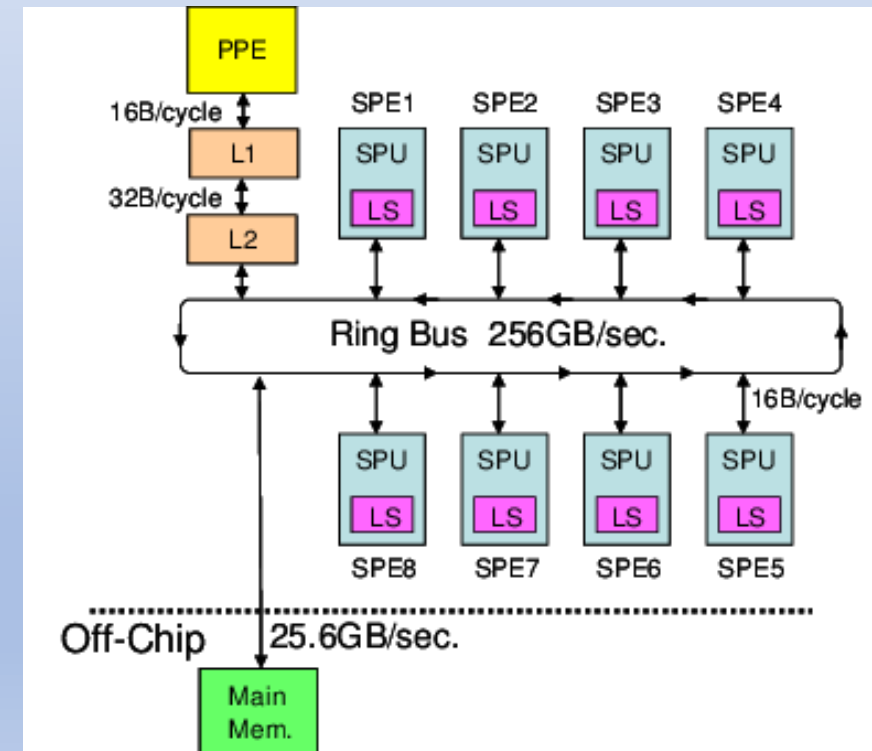 PPE
16B/cycle
L1
32B/cycle
L2
SPE1 SPE2 SPE3 SPE4
SPU SPU SPU SPU
LS LS LS LS
Ring Bus 256GB/sec.
16B/cycle
SPU SPU SPU SPU
LS LS LS LS
SPE8 SPE7 SPE6 SPE5
Off-Chip 25.6GB/sec.
Main
Mem.